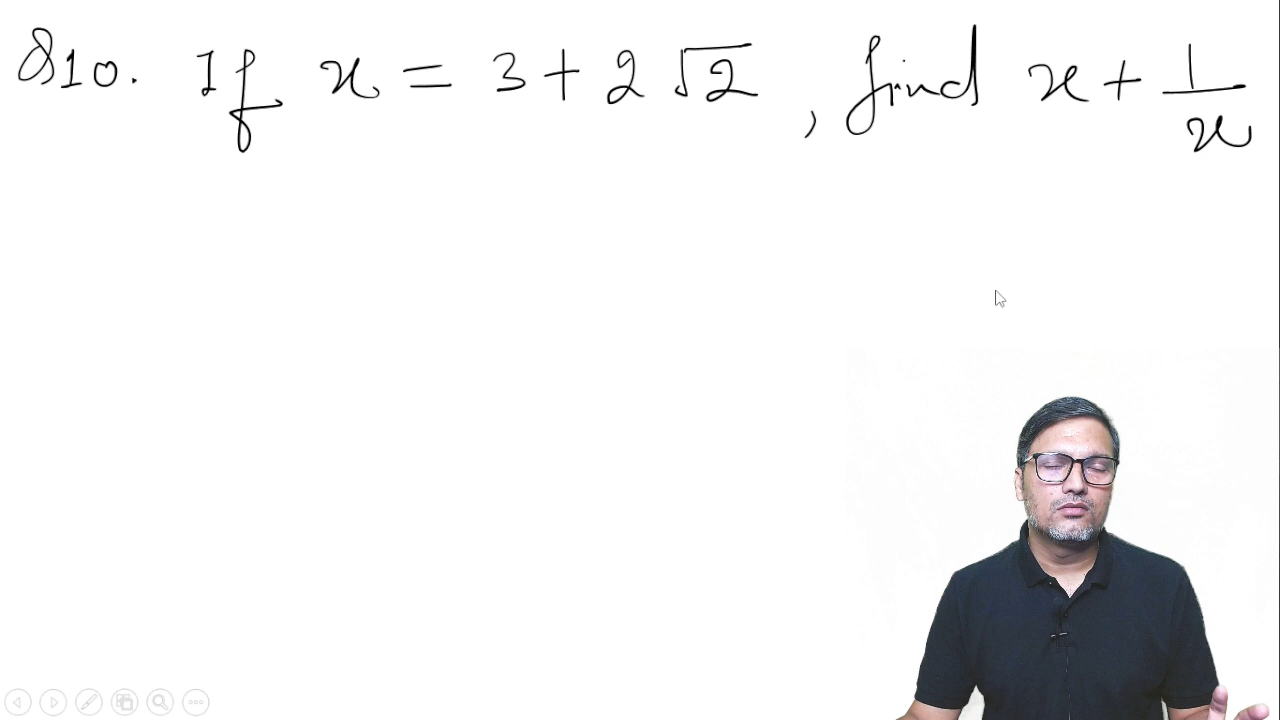 Q10. If x = 3 + 2 √2 , find x + 1/x